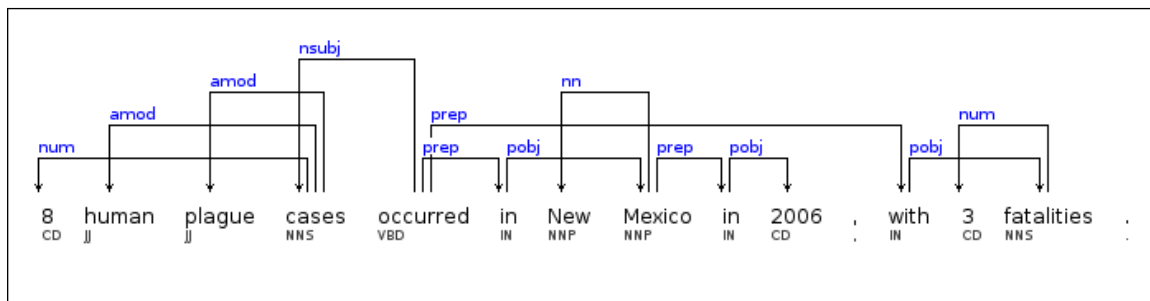 nsubj
amod nn
amod prep num
num prep pobj prep pobj pobj
8 human plague cases occurred in New Mexico in 2006 , with 3 fatalities .
CD JJ JJ NNS VBD IN NNP NNP IN CD , IN CD NNS .